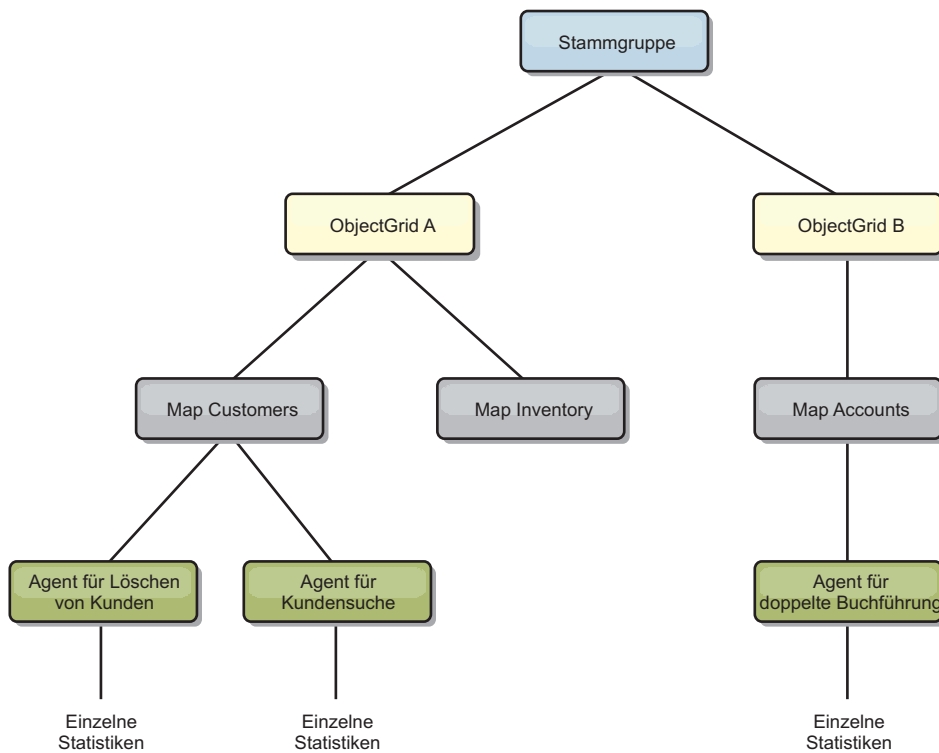 Stammgruppe
ObjectGrid A
ObjectGrid B
Map Customers
Map Inventory
Map Accounts
Agent für Löschen
von Kunden
Agent für
Kundensuche
Agent für
doppelte Buchführung
Einzelne
Statistiken
Einzelne
Statistiken
Einzelne
Statistiken